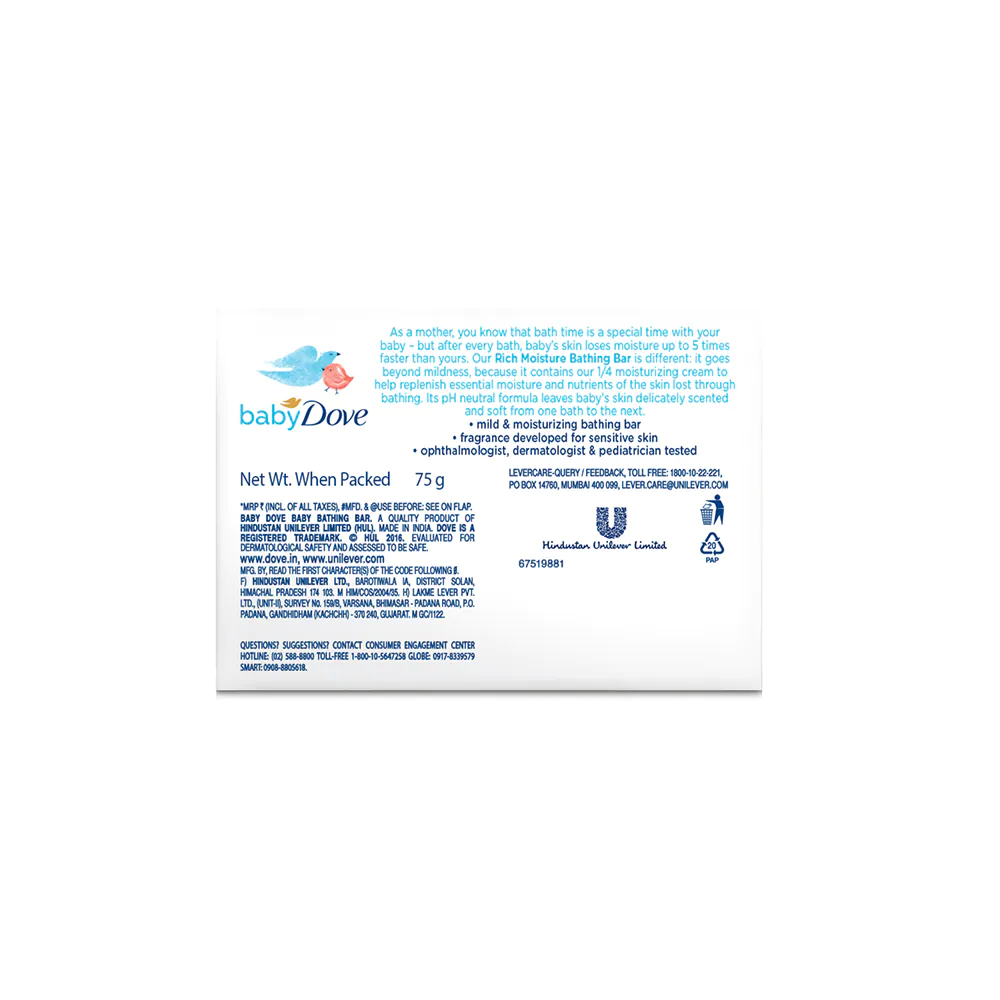 As a mother, you know that bath time is a special time with your
baby – but after every bath, baby's skin loses moisture up to 5 times
faster than yours. Our Rich Moisture Bathing Bar is different: it goes
beyond mildness, because it contains our 1/4 moisturizing cream to
help replenish essential moisture and nutrients of the skin lost through
bathing. Its pH neutral formula leaves baby's skin delicately scented
and soft from one bath to the next.
• mild & moisturizing bathing bar
• fragrance developed for sensitive skin
• ophthalmologist, dermatologist & pediatrician tested
baby Dove
Net Wt. When Packed 75 g
*MRP ₹ (INCL. OF ALL TAXES), #MFD. & @USE BEFORE: SEE ON FLAP.
BABY DOVE BABY BATHING BAR. A QUALITY PRODUCT OF
HINDUSTAN UNILEVER LIMITED (HUL). MADE IN INDIA. DOVE IS A
REGISTERED TRADEMARK. © HUL 2016. EVALUATED FOR
DERMATOLOGICAL SAFETY AND ASSESSED TO BE SAFE.
www.dove.in, www.unilever.com
MFG. BY, READ THE FIRST CHARACTER(S) OF THE CODE FOLLOWING
F) HINDUSTAN UNILEVER LTD., BAROTIWALA IA, DISTRICT SOLAN,
HIMACHAL PRADESH 174 103. M HIM/COS/2004/35. H) LAKME LEVER PVT.
LTD., (UNIT-II), SURVEY No. 159/B, VARSANA, BHIMASAR - PADANA ROAD, P.O.
PADANA, GANDHIDHAM (KACHCHH) - 370 240, GUJARAT. M GC/1122.
QUESTIONS? SUGGESTIONS? CONTACT CONSUMER ENGAGEMENT CENTER
HOTLINE: (02) 588-8800 TOLL-FREE 1-800-10-5647258 GLOBE: 0917-8339579
SMART: 0908-8805618.
LEVERCARE-QUERY / FEEDBACK, TOLL FREE: 1800-10-22-221,
PO BOX 14760, MUMBAI 400 099, LEVER.CARE@UNILEVER.COM
Hindustan Unilever Limited
67519881
20
PAP